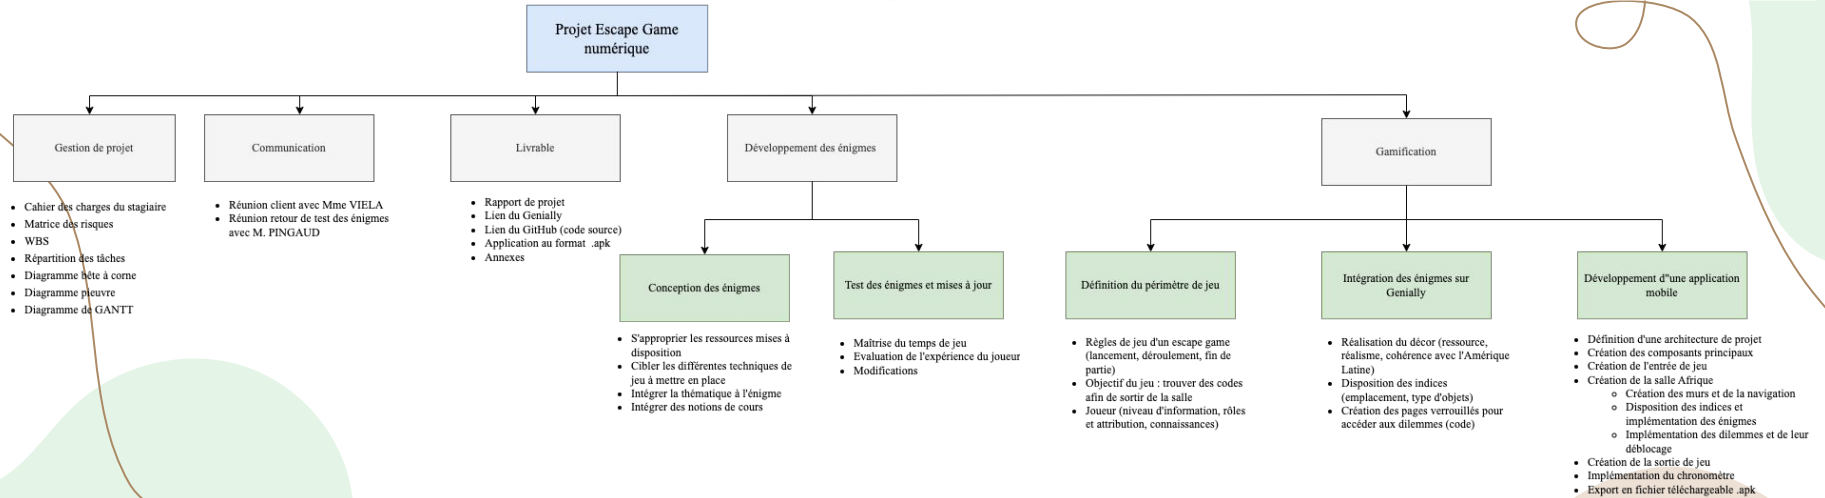 Projet Escape Game
numérique
Gestion de projet
Communication
Livrable
Développement des énigmes
Gamification
Cahier des charges du stagiaire
Matrice des risques
WBS
Répartition des tâches
Diagramme bête à corne
Diagramme pieuvre
Diagramme de GANTT
Réunion client avec Mme VIELA
Réunion retour de test des énigmes
avec M. PINGAUD
Rapport de projet
Lien du Genially
Lien du GitHub (code source)
Application au format .apk
Annexes
Conception des énigmes
Test des énigmes et mises à jour
Définition du périmètre de jeu
Intégration des énigmes sur
Genially
Développement d"une application
mobile
S'approprier les ressources mises à
disposition
Cibler les différentes techniques de
jeu à mettre en place
Intégrer la thématique à l'énigme
Intégrer des notions de cours
Maîtrise du temps de jeu
Evaluation de l'expérience du joueur
Modifications
Règles de jeu d'un escape game
(lancement, déroulement, fin de
partie)
Objectif du jeu : trouver des codes
afin de sortir de la salle
Joueur (niveau d'information, rôles
et attribution, connaissances)
Réalisation du décor (ressource,
réalisme, cohérence avec l'Amérique
Latine)
Disposition des indices
(emplacement, type d'objets)
Création des pages verrouillés pour
accéder aux dilemmes (code)
Définition d'une architecture de projet
Création des composants principaux
Création de l'entrée de jeu
Création de la salle Afrique
Création des murs et de la navigation
Disposition des indices et
implémentation des énigmes
Implémentation des dilemmes et de leur
déblocage
Création de la sortie de jeu
Implémentation du chronomètre
Export en fichier téléchargeable .apk